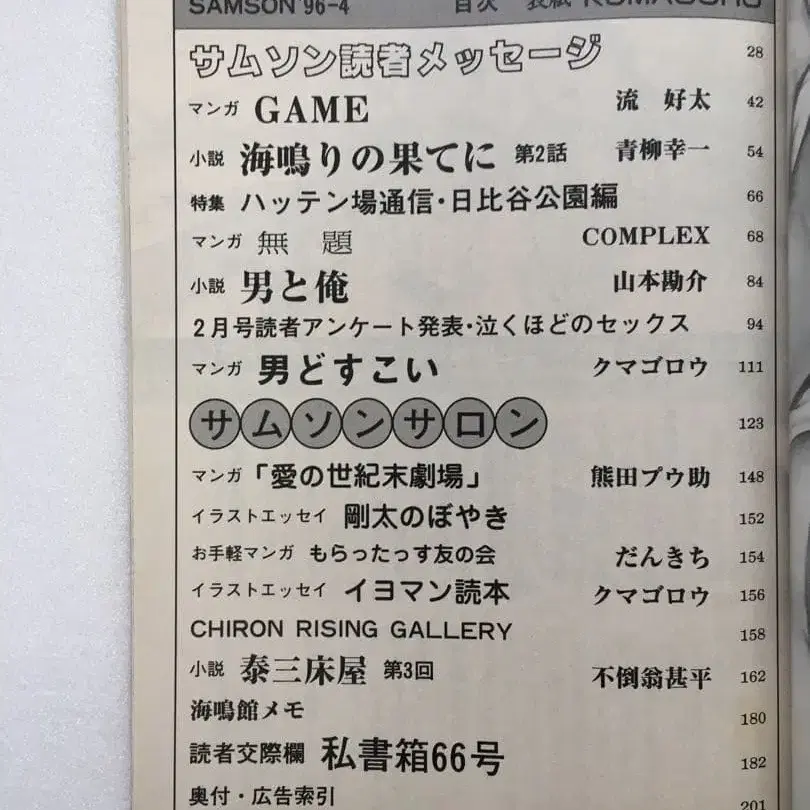 SAMSON '96-4 目次 表紙 KUMAGORO
サムソン読者メッセージ 28
マンガ GAME 流 好太 42
小説 海鳴りの果てに 第2話 青柳幸一 54
特集 ハッテン場通信・日比谷公園編 66
マンガ 無 題 COMPLEX 68
小説 男と俺 山本勘介 84
2月号読者アンケート発表・泣くほどのセックス 94
マンガ 男どすこい クマゴロウ 111
サムソンサロン 123
マンガ 「愛の世紀末劇場」 熊田プウ助 148
イラストエッセイ 剛太のぼやき 152
お手軽マンガ もらったっす友の会 だんきち 154
イラストエッセイ イヨマン読本 クマゴロウ 156
CHIRON RISING GALLERY 158
小説 泰三床屋 第3回 不倒翁甚平 162
海鳴館メモ 180
読者交際欄 私書箱66号 182
奥付・広告索引 201